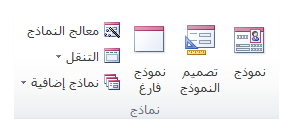 نموذج
تصميم
النموذج
نموذج
فارغ
معالج النماذج
التنقل
نماذج إضافية
نماذج